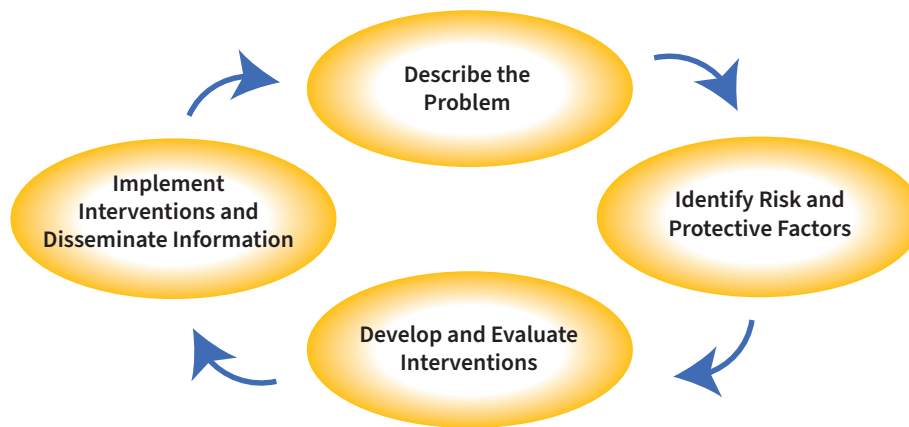 Describe the
Problem
Identify Risk and
Protective Factors
Develop and Evaluate
Interventions
Implement
Interventions and
Disseminate Information